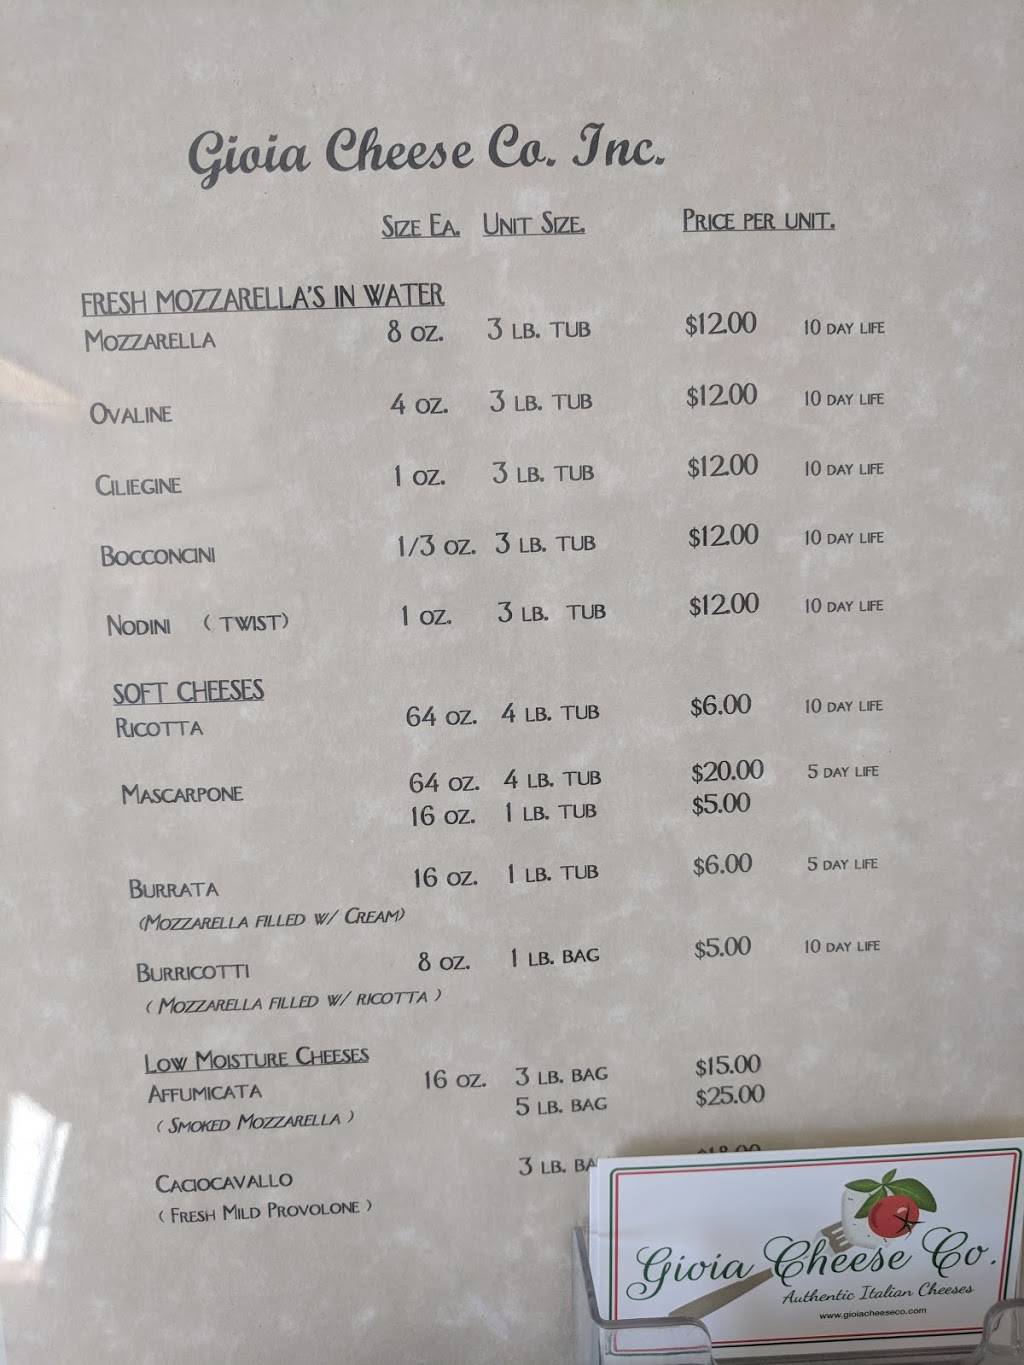 Gioia Cheese Co. Inc.
Size Ea. Unit Size. Price per unit.
FRESH MOZZARELLA'S IN WATER
Mozzarella 8 oz. 3 lb. tub $12.00 10 day life
Ovaline 4 oz. 3 lb. tub $12.00 10 day life
Ciliegine 1 oz. 3 lb. tub $12.00 10 day life
Bocconcini 1/3 oz. 3 lb. tub $12.00 10 day life
Nodini ( twist) 1 oz. 3 lb. tub $12.00 10 day life
SOFT CHEESES
Ricotta 64 oz. 4 lb. tub $6.00 10 day life
Mascarpone 64 oz. 4 lb. tub $20.00 5 day life
16 oz. 1 lb. tub $5.00
Burrata 16 oz. 1 lb. tub $6.00 5 day life
(Mozzarella filled w/ Cream)
Burricotti 8 oz. 1 lb. bag $5.00 10 day life
( Mozzarella filled w/ ricotta )
Low Moisture Cheeses
Affumicata 16 oz. 3 lb. bag $15.00
( Smoked Mozzarella ) 5 lb. bag $25.00
Caciocavallo 3 lb.
( Fresh Mild Provolone )
Gioia Cheese Co.
Authentic Italian Cheeses
www.gioiacheeseco.com